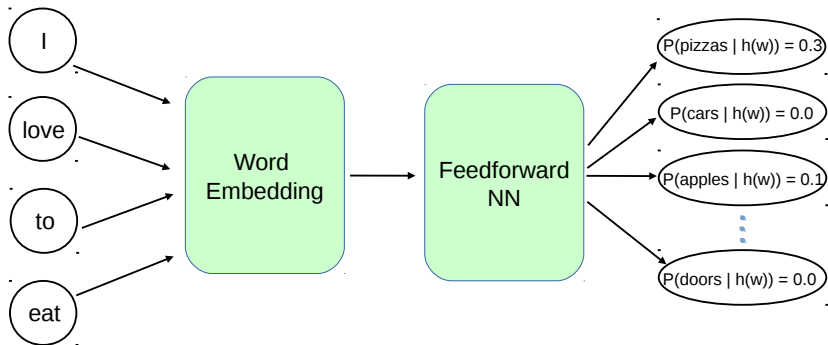 I
love
to
eat
Word
Embedding
Feedforward
NN
P(pizzas | h(w)) = 0.3
P(cars | h(w)) = 0.0
P(apples | h(w)) = 0.1
P(doors | h(w)) = 0.0